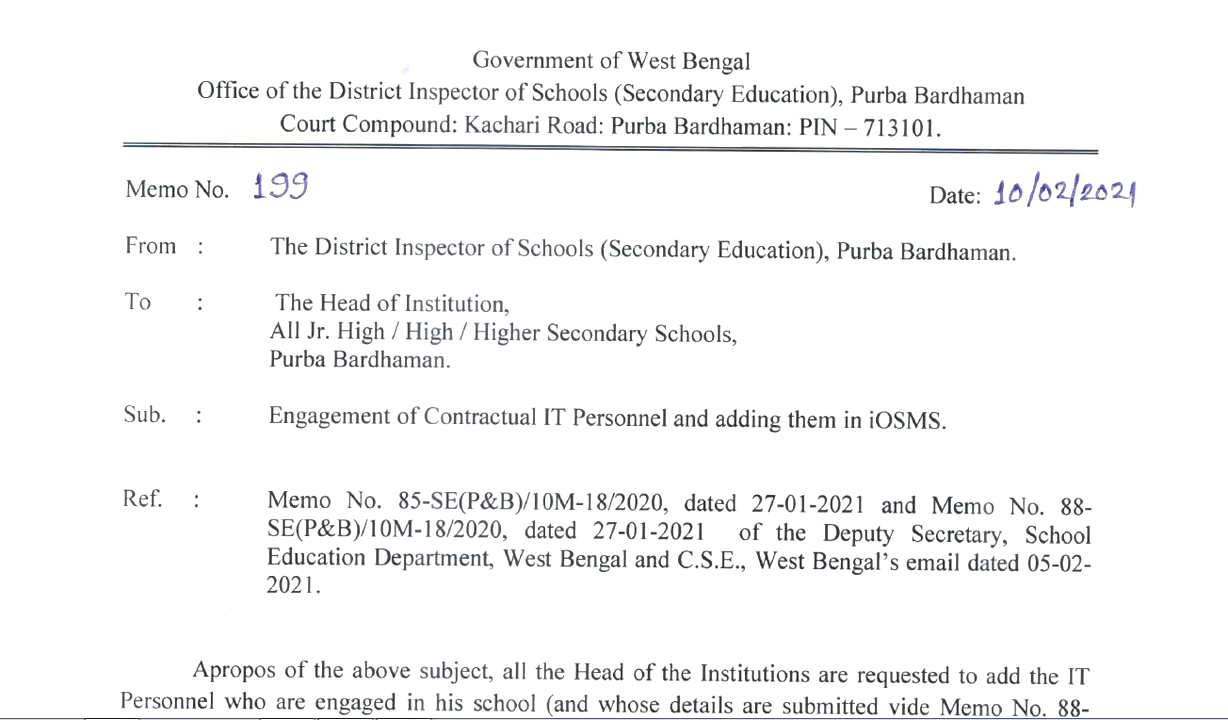 Government of West Bengal
Office of the District Inspector of Schools (Secondary Education), Purba Bardhaman
Court Compound: Kachari Road: Purba Bardhaman: PIN – 713101.
Memo No. 199 Date: 10/02/2021
From : The District Inspector of Schools (Secondary Education), Purba Bardhaman.
To : The Head of Institution,
All Jr. High / High / Higher Secondary Schools,
Purba Bardhaman.
Sub. : Engagement of Contractual IT Personnel and adding them in iOSMS.
Ref. : Memo No. 85-SE(P&B)/10M-18/2020, dated 27-01-2021 and Memo No. 88-
SE(P&B)/10M-18/2020, dated 27-01-2021 of the Deputy Secretary, School
Education Department, West Bengal and C.S.E., West Bengal's email dated 05-02-
2021.
Apropos of the above subject, all the Head of the Institutions are requested to add the IT
Personnel who are engaged in his school (and whose details are submitted vide Memo No. 88-